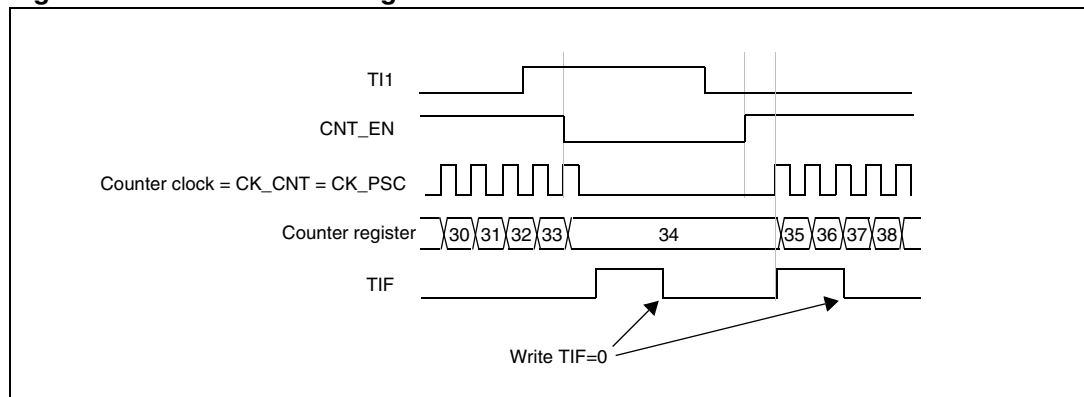 TI1
CNT_EN
Counter clock = CK_CNT = CK_PSC
Counter register 30 31 32 33 34 35 36 37 38
TIF
Write TIF=0